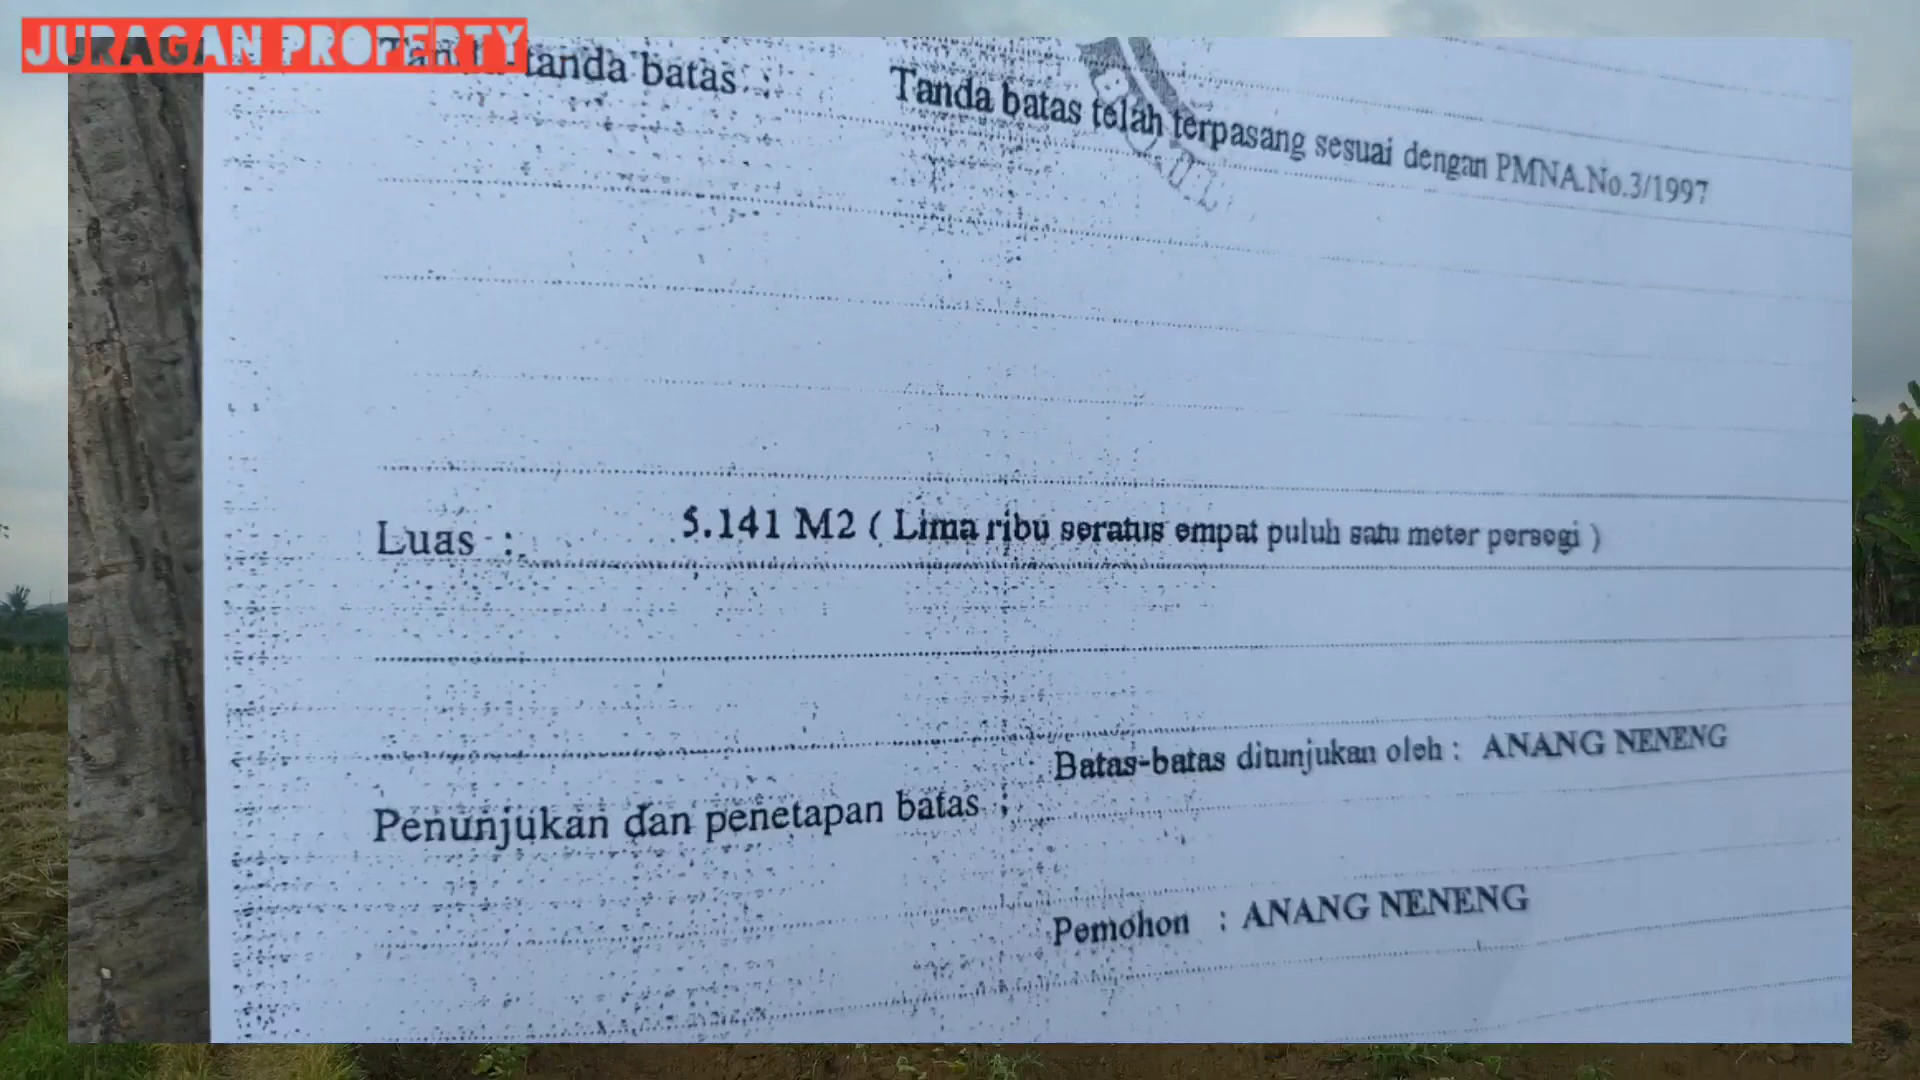 JURAGAN PROPERTY
Tanda-tanda batas :
Tanda batas telah terpasang sesuai dengan PMNA.No.3/1997
Luas : 5.141 M2 ( Lima ribu seratus empat puluh satu meter persegi )
Batas-batas ditunjukan oleh : ANANG NENENG
Penunjukan dan penetapan batas :
Pemohon : ANANG NENENG